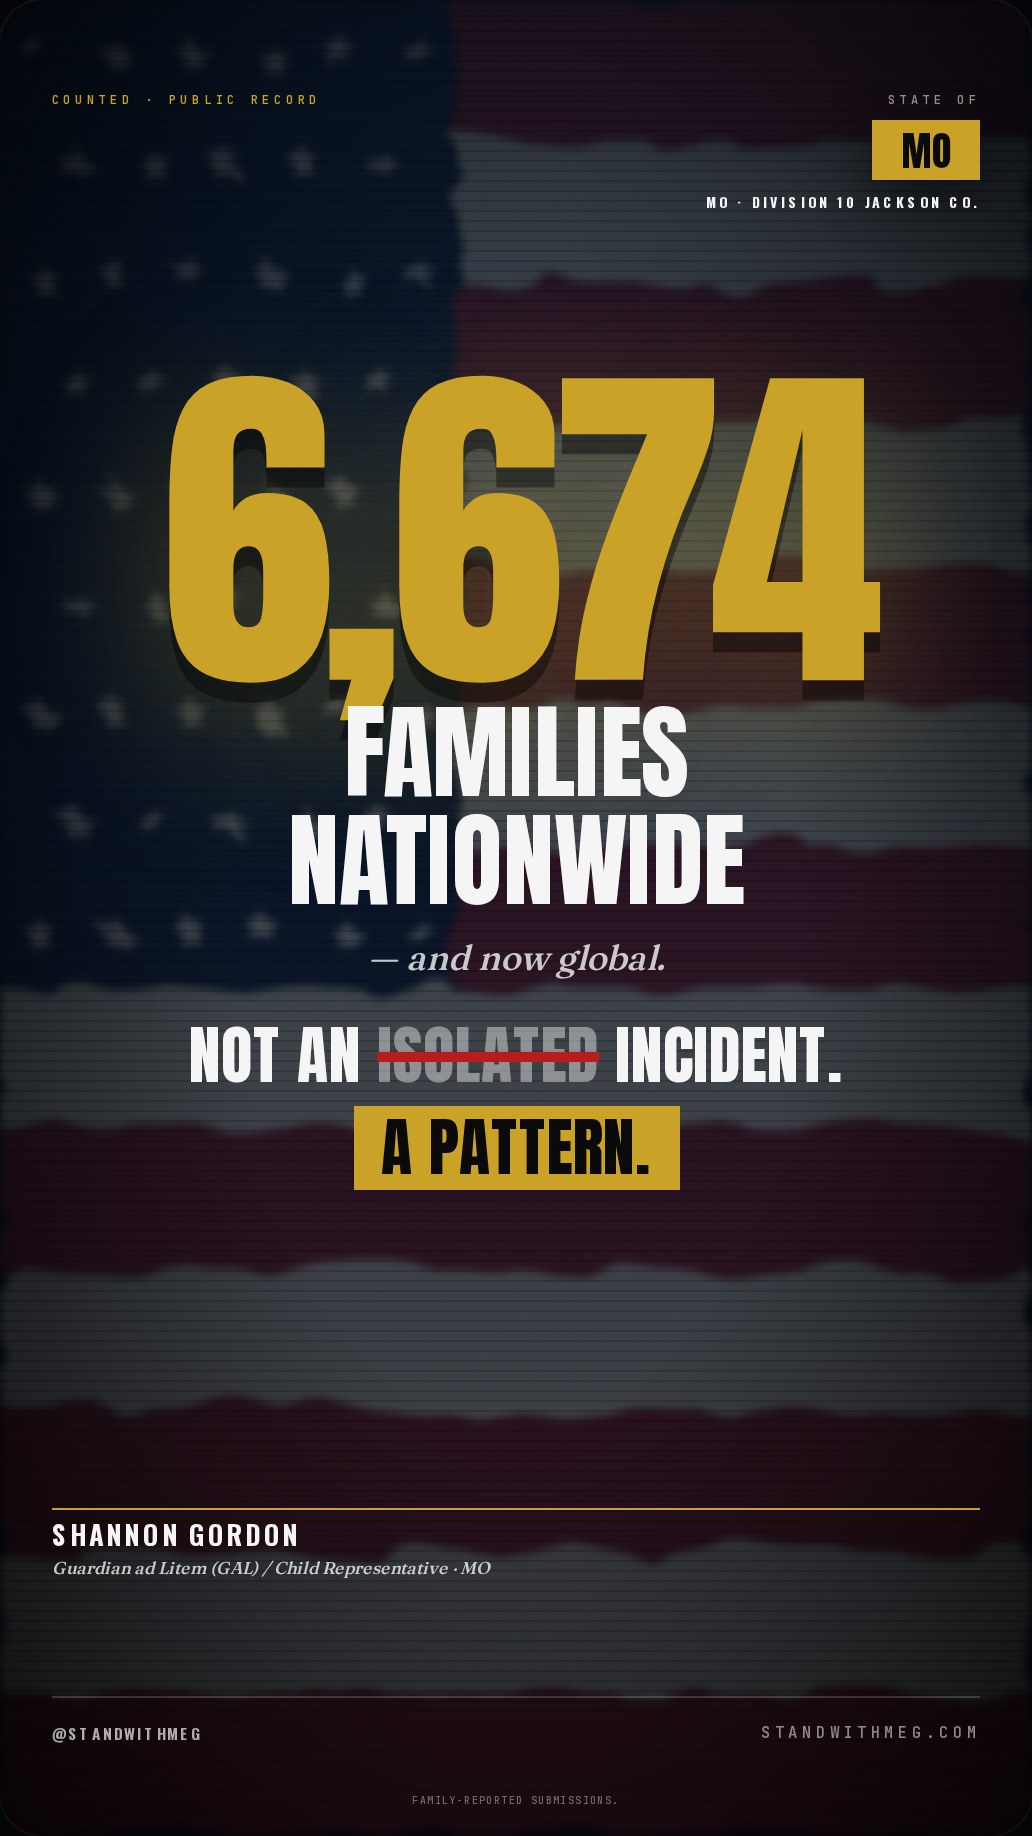 COUNTED · PUBLIC RECORD
STATE OF
MO
MO · DIVISION 10 JACKSON CO.
6,674
FAMILIES
NATIONWIDE
— and now global.
NOT AN ISOLATED INCIDENT.
A PATTERN.
SHANNON GORDON
Guardian ad Litem (GAL) / Child Representative · MO
@STANDWITHMEG
STANDWITHMEG.COM
FAMILY-REPORTED SUBMISSIONS.